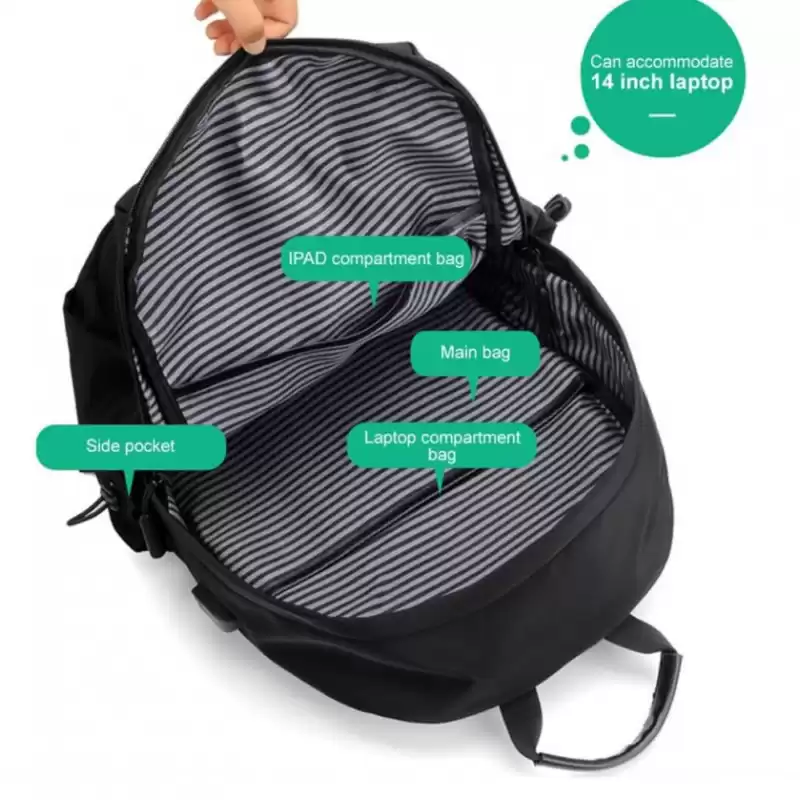 Can accommodate
14 inch laptop
IPAD compartment bag
Main bag
Laptop compartment
bag
Side pocket